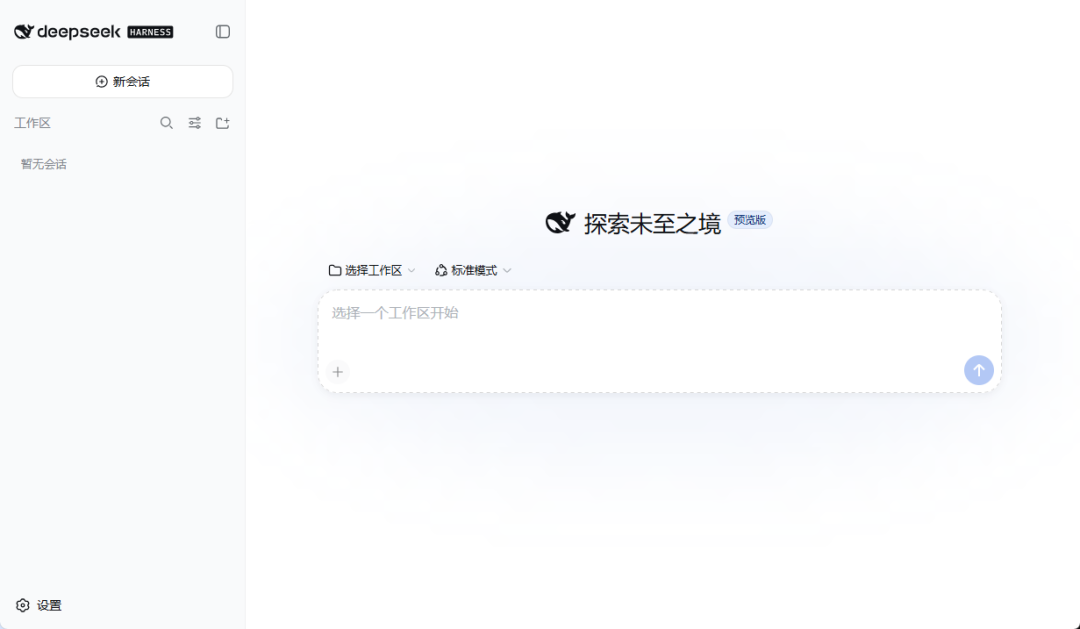 deepseek HARNESS
新会话
工作区
暂无会话
探索未至之境 预览版
选择工作区 标准模式
选择一个工作区开始
设置